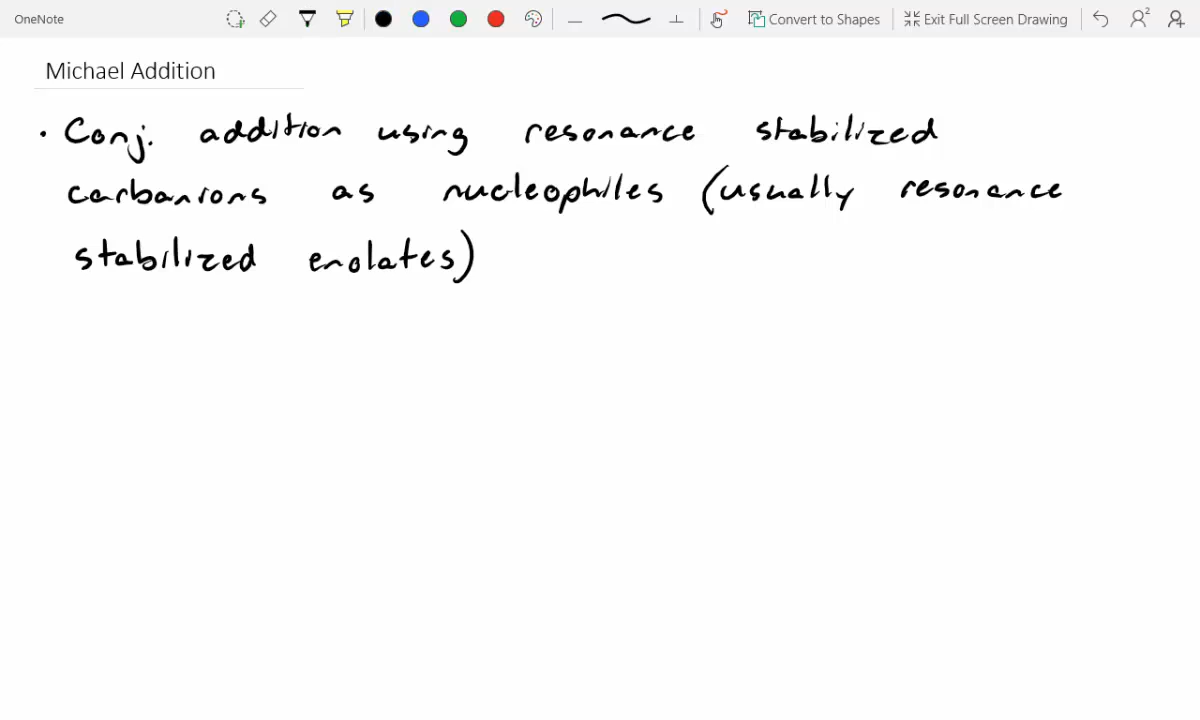 OneNote
Convert to Shapes
Exit Full Screen Drawing
2
Michael Addition
• Conj. addition using resonance stabilized
carbanions as nucleophiles (usually resonance
stabilized enolates)